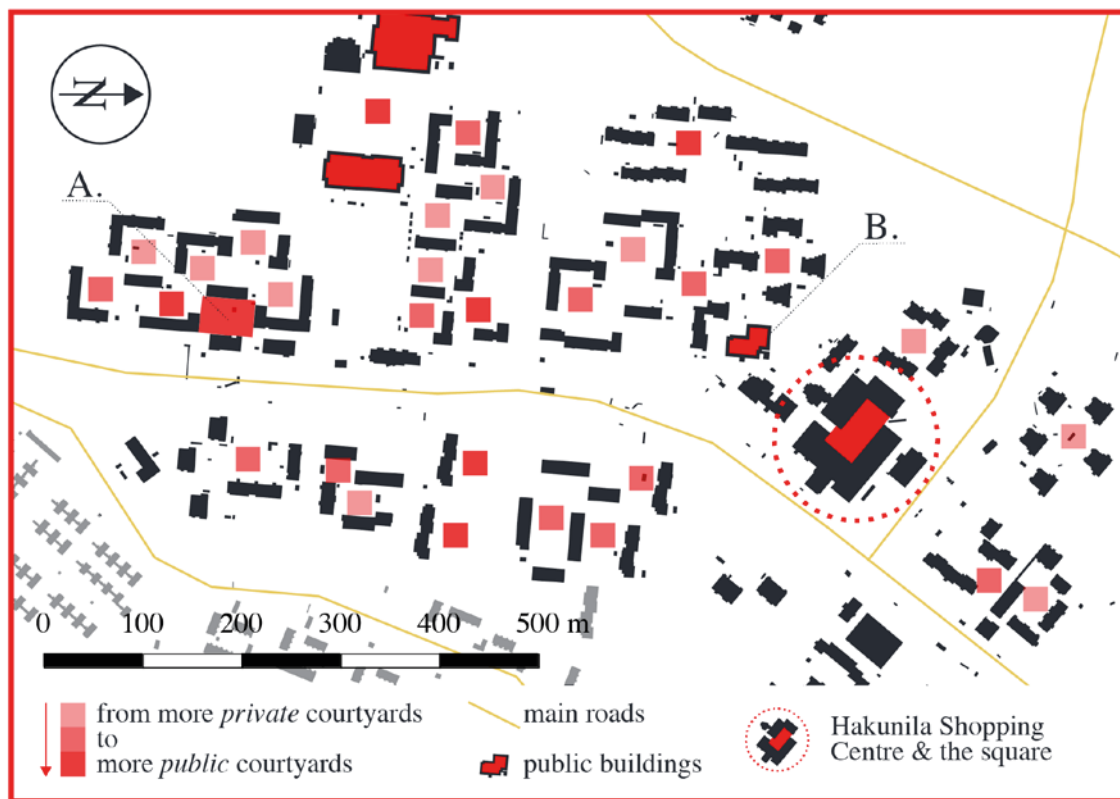 N
A.
B.
0 100 200 300 400 500 m
from more private courtyards
to
more public courtyards
main roads
public buildings
Hakunila Shopping
Centre & the square